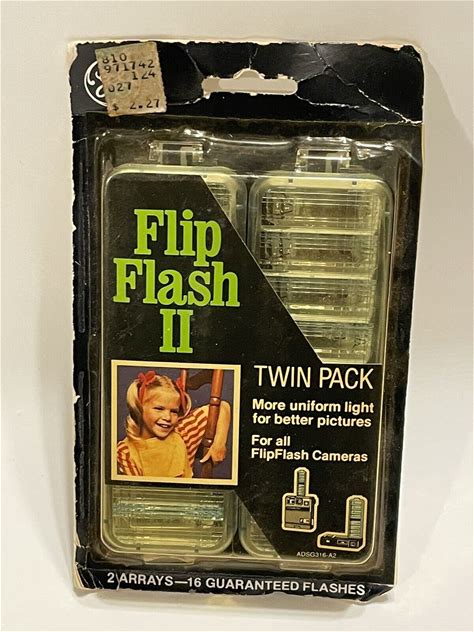 810
971742
124
027
$ 2.27
Flip
Flash
II
TWIN PACK
More uniform light
for better pictures
For all
FlipFlash Cameras
ADSG316-A2
2 ARRAYS—16 GUARANTEED FLASHES